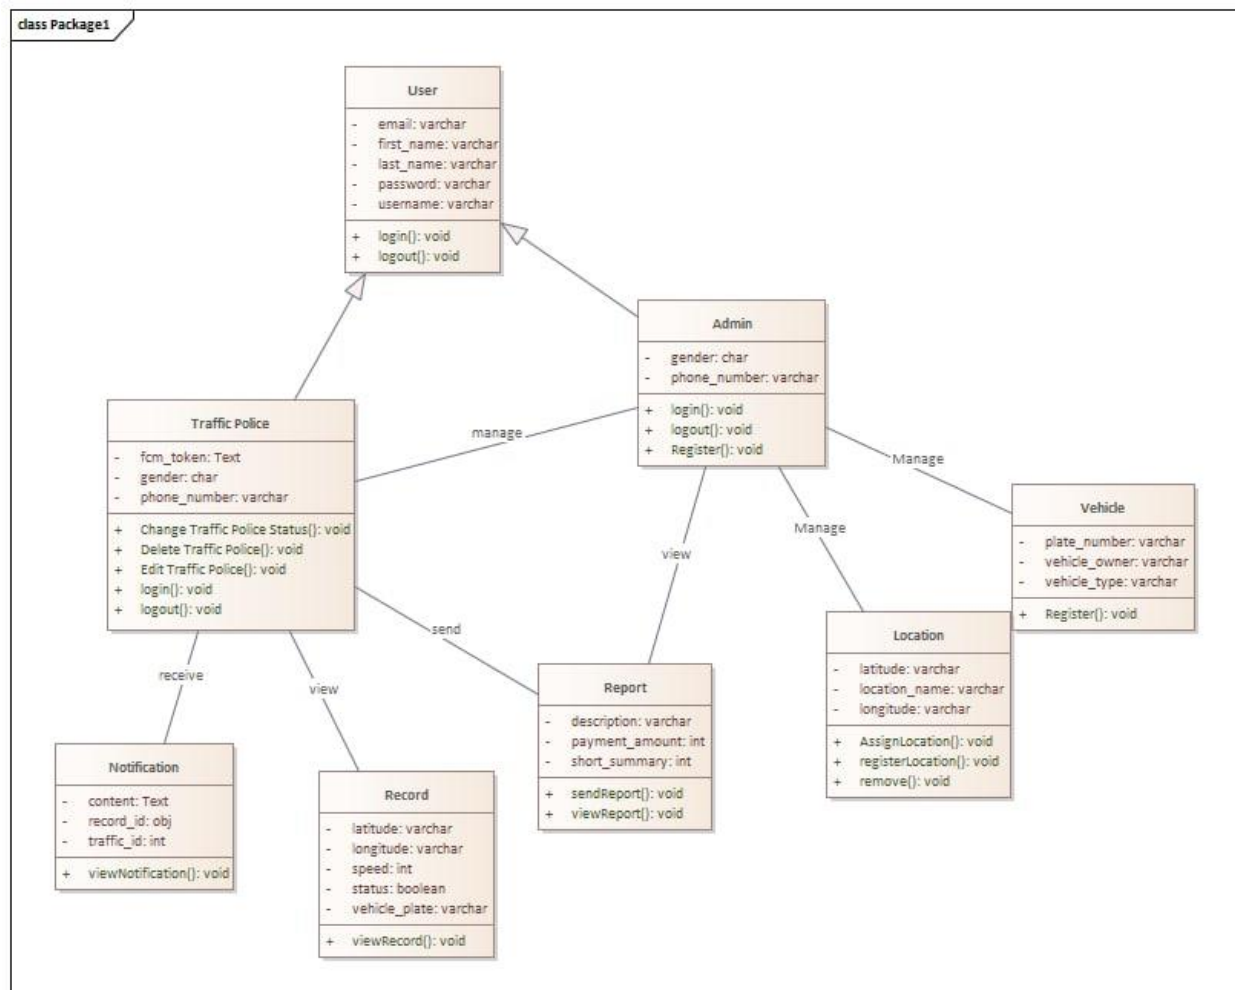 class Package1
User
- email: varchar
- first_name: varchar
- last_name: varchar
- password: varchar
- username: varchar
+ login(): void
+ logout(): void
Admin
- gender: char
- phone_number: varchar
+ login(): void
+ logout(): void
+ Register(): void
Traffic Police
- fcm_token: Text
- gender: char
- phone_number: varchar
+ Change Traffic Police Status(): void
+ Delete Traffic Police(): void
+ Edit Traffic Police(): void
+ login(): void
+ logout(): void
manage
Manage
Vehicle
- plate_number: varchar
- vehicle_owner: varchar
- vehicle_type: varchar
+ Register(): void
Manage
view
send
Location
- latitude: varchar
- location_name: varchar
- longitude: varchar
+ AssignLocation(): void
+ registerLocation(): void
+ remove(): void
receive
view
Report
- description: varchar
- payment_amount: int
- short_summary: int
+ sendReport(): void
+ viewReport(): void
Notification
- content: Text
- record_id: obj
- traffic_id: int
+ viewNotification(): void
Record
- latitude: varchar
- longitude: varchar
- speed: int
- status: boolean
- vehicle_plate: varchar
+ viewRecord(): void